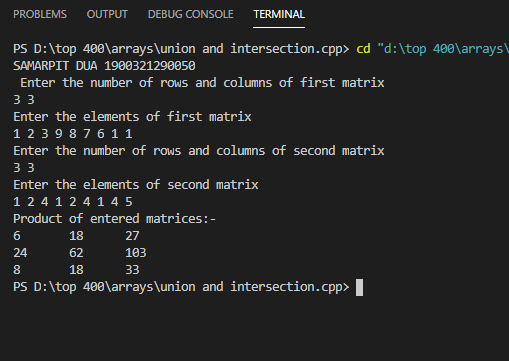 PROBLEMS OUTPUT DEBUG CONSOLE TERMINAL
PS D:\top 400\arrays\union and intersection.cpp> cd "d:\top 400\arrays\
SAMARPIT DUA 1900321290050
Enter the number of rows and columns of first matrix
3 3
Enter the elements of first matrix
1 2 3 9 8 7 6 1 1
Enter the number of rows and columns of second matrix
3 3
Enter the elements of second matrix
1 2 4 1 2 4 1 4 5
Product of entered matrices:-
6 18 27
24 62 103
8 18 33
PS D:\top 400\arrays\union and intersection.cpp>